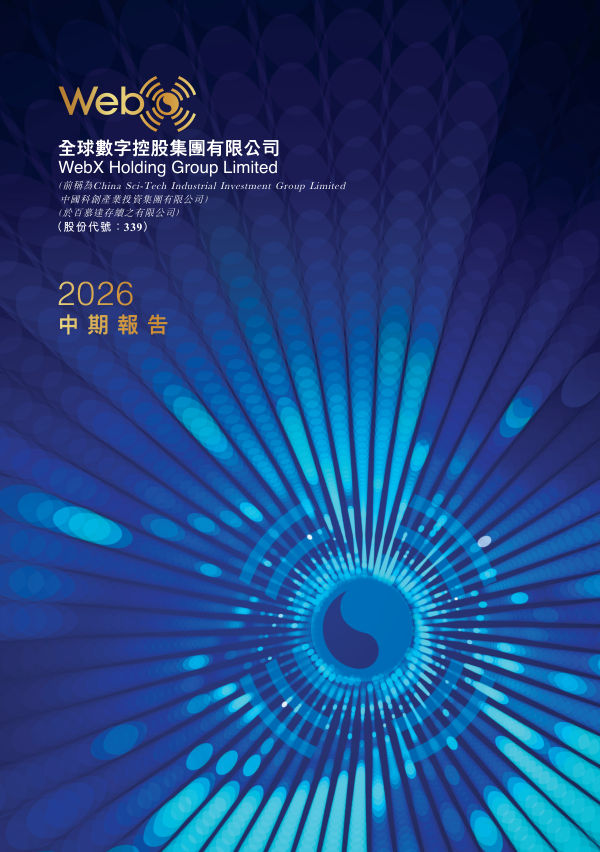 WebX
全球數字控股集團有限公司
WebX Holding Group Limited
(前稱為China Sci-Tech Industrial Investment Group Limited
中國科創產業投資集團有限公司)
(於百慕達存續之有限公司)
(股份代號：339)
2026
中期報告